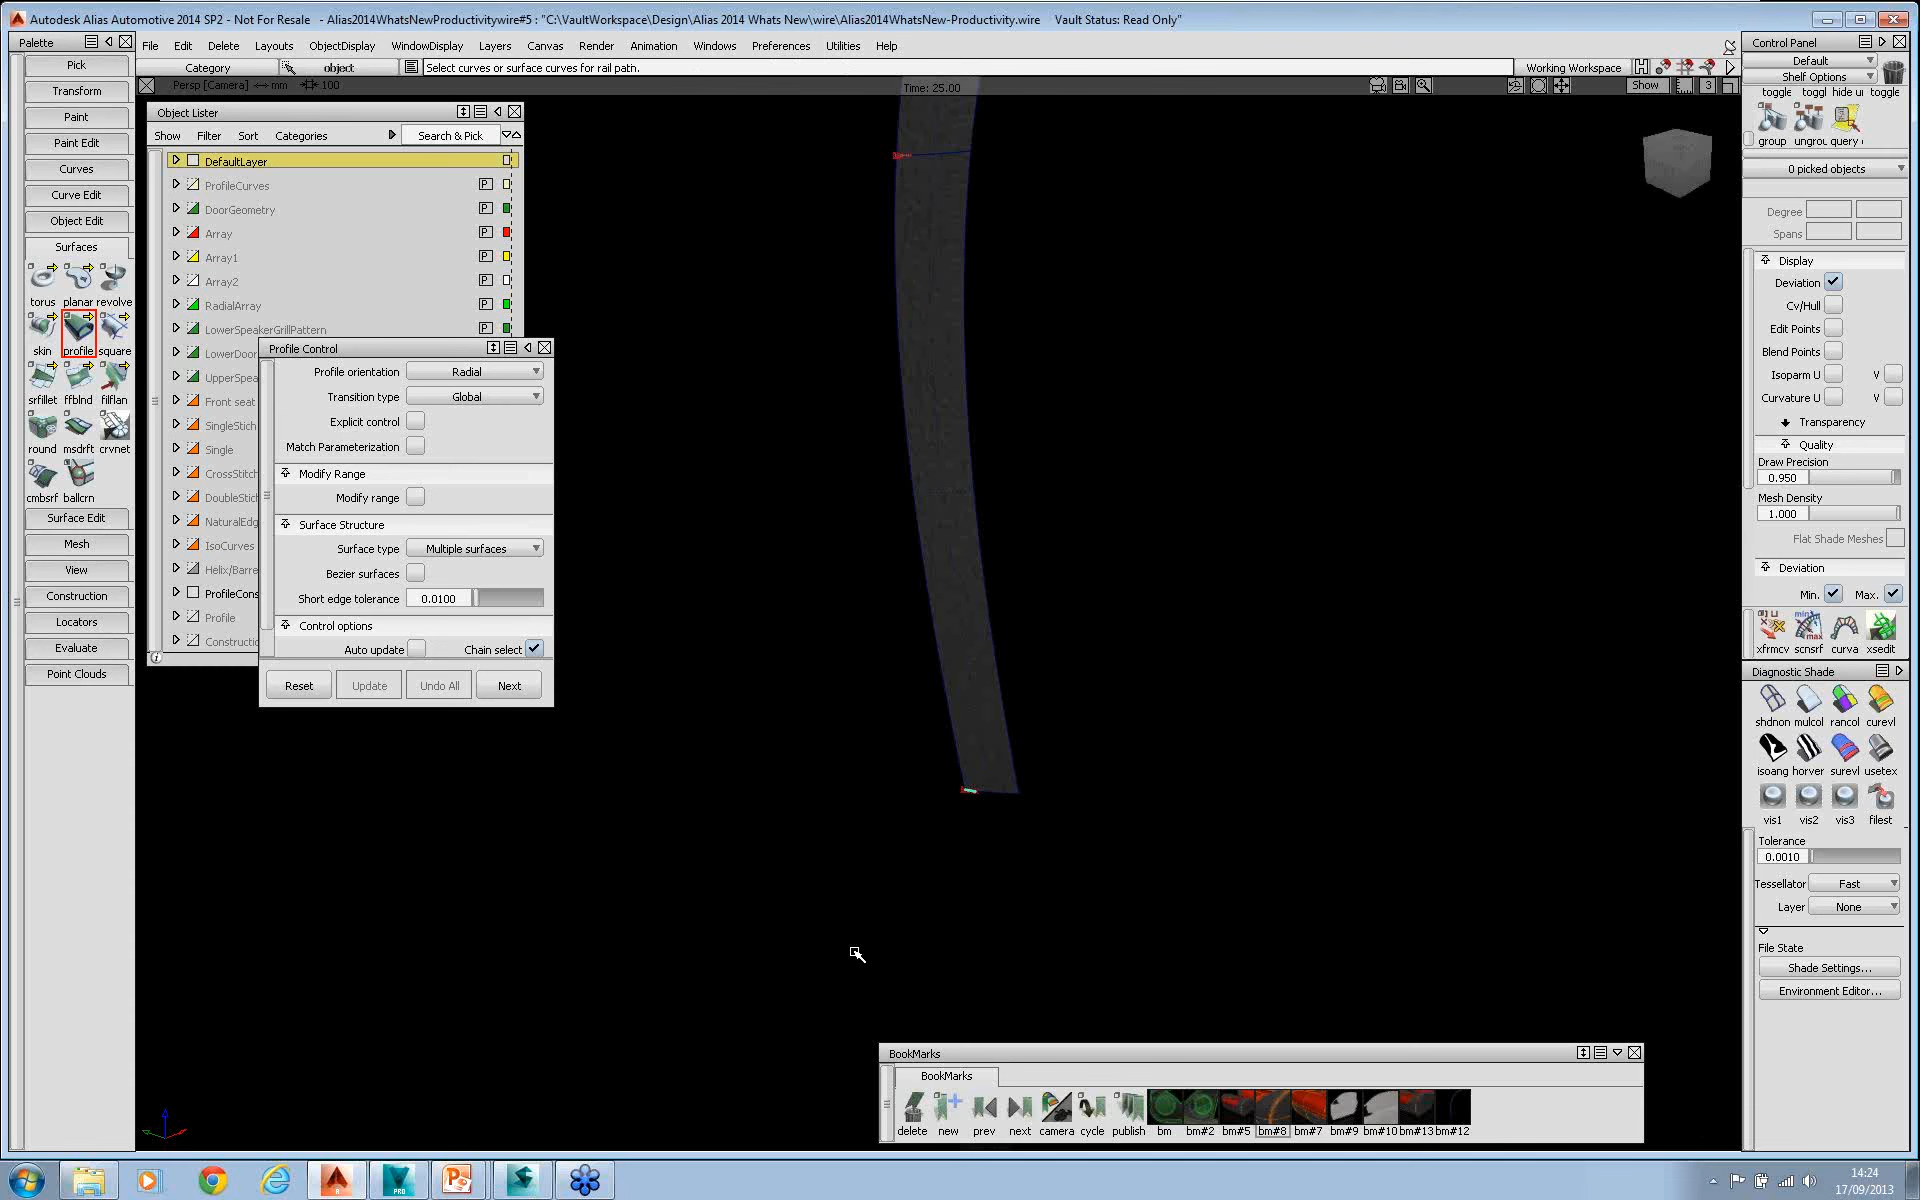 Autodesk Alias Automotive 2014 SP2 - Not For Resale - Alias2014WhatsNewProductivitywire#5 : "C:\VaultWorkspace\Design\Alias 2014 Whats New\wire\Alias2014WhatsNew-Productivity.wire Vault Status: Read Only"
Palette
File Edit Delete Layouts ObjectDisplay WindowDisplay Layers Canvas Render Animation Windows Preferences Utilities Help
Category object Select curves or surface curves for rail path. Working Workspace
Persp [Camera] mm 100
Time: 25.00
Show 3
Pick
Transform
Paint
Paint Edit
Curves
Curve Edit
Object Edit
Surfaces
torus planar revolve
skin profile square
srfillet ffblnd filflan
round msdrft crvnet
cmbsrf ballcrn
Surface Edit
Mesh
View
Construction
Locators
Evaluate
Point Clouds
Object Lister
Show Filter Sort Categories Search & Pick
DefaultLayer
ProfileCurves P
DoorGeometry P
Array P
Array1 P
Array2 P
RadialArray P
LowerSpeakerGrillPattern P
LowerDoor
UpperSpea
Front seat
SingleStich
Single
CrossStitch
DoubleStich
NaturalEdg
IsoCurves
Helix/Barre
ProfileCons
Profile
Constructio
Profile Control
Profile orientation Radial
Transition type Global
Explicit control
Match Parameterization
Modify Range
Modify range
Surface Structure
Surface type Multiple surfaces
Bezier surfaces
Short edge tolerance 0.0100
Control options
Auto update Chain select
Reset Update Undo All Next
BookMarks
BookMarks
delete new prev next camera cycle publish bm bm#2 bm#5 bm#8 bm#7 bm#9 bm#10 bm#13 bm#12
Control Panel
Default
Shelf Options
toggle toggl hide u toggle
group ungrou query
0 picked objects
Degree
Spans
Display
Deviation
Cv/Hull
Edit Points
Blend Points
Isoparm U V
Curvature U V
Transparency
Quality
Draw Precision
0.950
Mesh Density
1.000
Flat Shade Meshes
Deviation
Min. Max.
xfrmcv scnsrf curva xsedit
Diagnostic Shade
shdnon mulcol rancol curevl
isoang horver surevl usetex
vis1 vis2 vis3 filest
Tolerance
0.0010
Tessellator Fast
Layer None
File State
Shade Settings...
Environment Editor...
14:24
17/09/2013